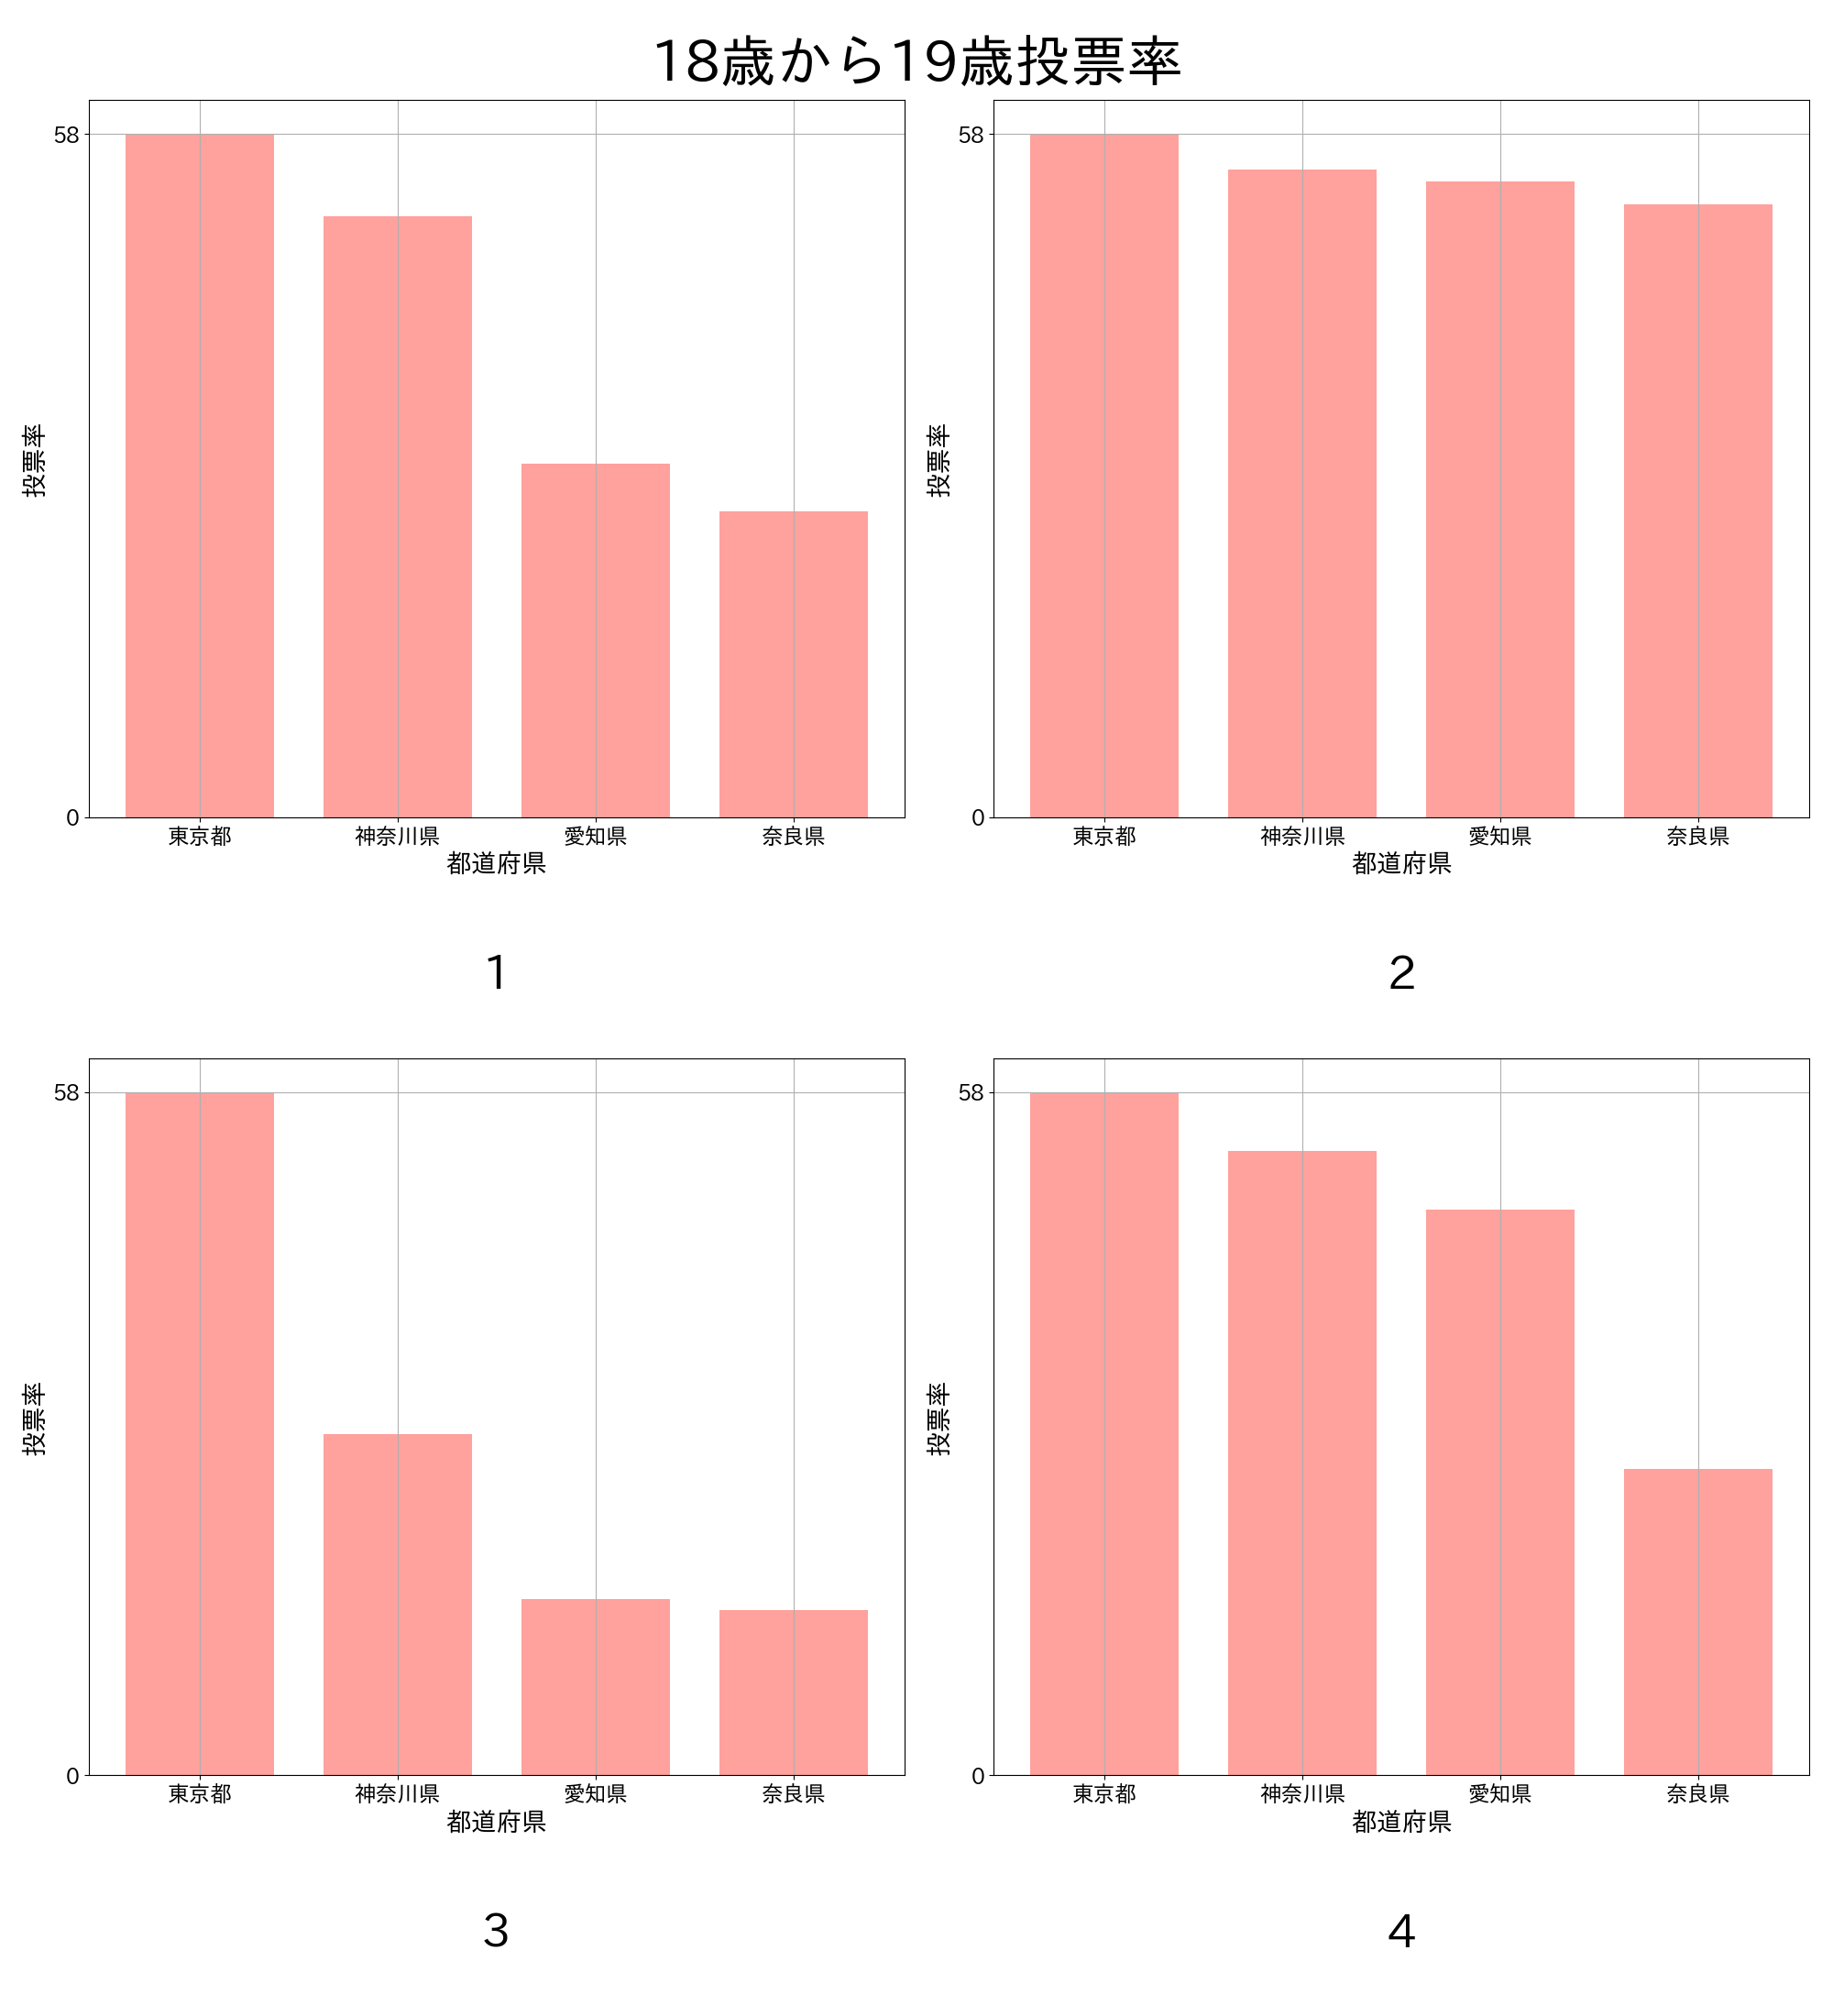 18歳から19歳投票率
58
0
投票率
東京都 神奈川県 愛知県 奈良県
都道府県
1
58
0
投票率
東京都 神奈川県 愛知県 奈良県
都道府県
2
58
0
投票率
東京都 神奈川県 愛知県 奈良県
都道府県
3
58
0
投票率
東京都 神奈川県 愛知県 奈良県
都道府県
4